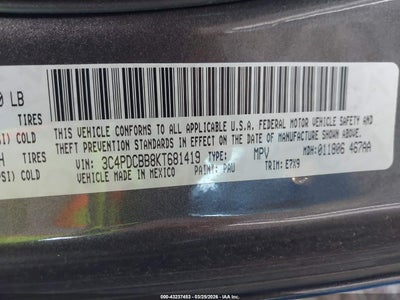 0 LB
TIRES
SI) COLD
TIRES
SI) COLD
THIS VEHICLE CONFORMS TO ALL APPLICABLE U.S.A. FEDERAL MOTOR VEHICLE SAFETY AND
THEFT PREVENTION STANDARDS IN EFFECT ON THE DATE OF MANUFACTURE SHOWN ABOVE.
VIN: 3C4PDCBB8KT681419 TYPE: MPV MDH: 011806 467AA
MADE IN MEXICO PAINT: PAU TRIM: E7X9
000-43237453 - 03/25/2026 - IAA, Inc.